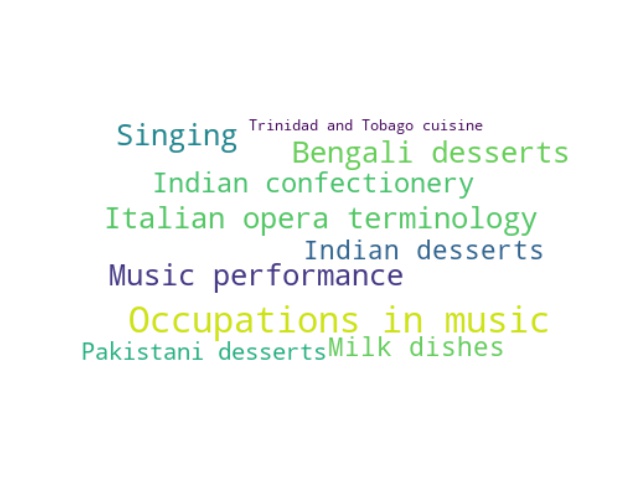 Trinidad and Tobago cuisine
Singing
Bengali desserts
Indian confectionery
Italian opera terminology
Indian desserts
Music performance
Occupations in music
Milk dishes
Pakistani desserts